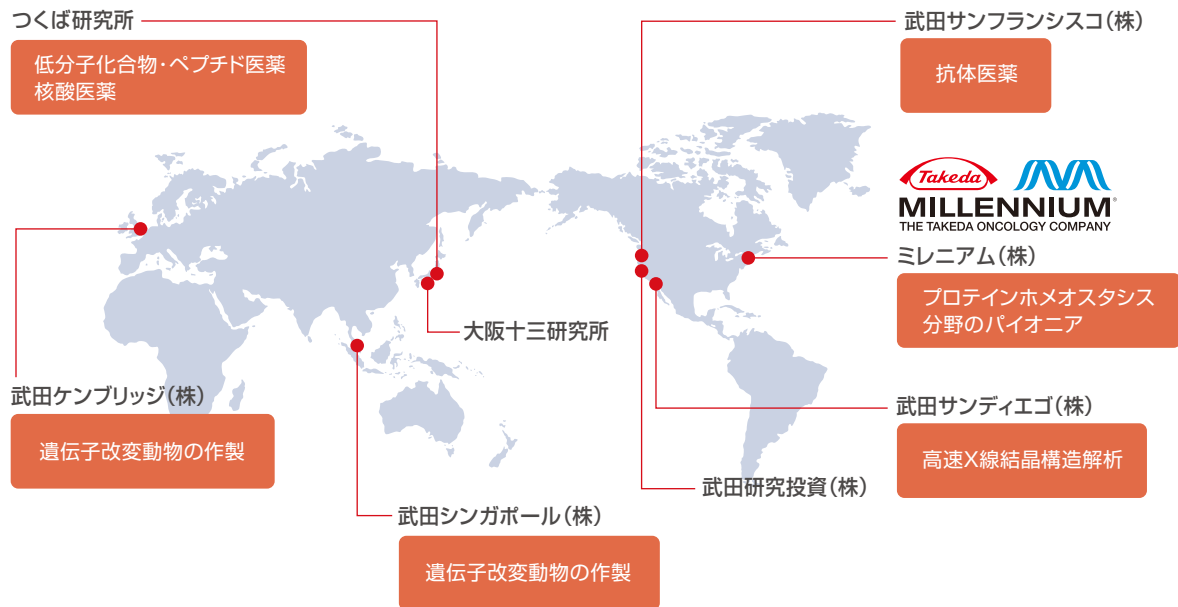 つくば研究所
低分子化合物・ペプチド医薬
核酸医薬
武田サンフランシスコ（株）
抗体医薬
Takeda
MILLENNIUM®
THE TAKEDA ONCOLOGY COMPANY
ミレニアム（株）
プロテインホメオスタシス
分野のパイオニア
大阪十三研究所
武田ケンブリッジ（株）
遺伝子改変動物の作製
武田サンディエゴ（株）
高速X線結晶構造解析
武田研究投資（株）
武田シンガポール（株）
遺伝子改変動物の作製